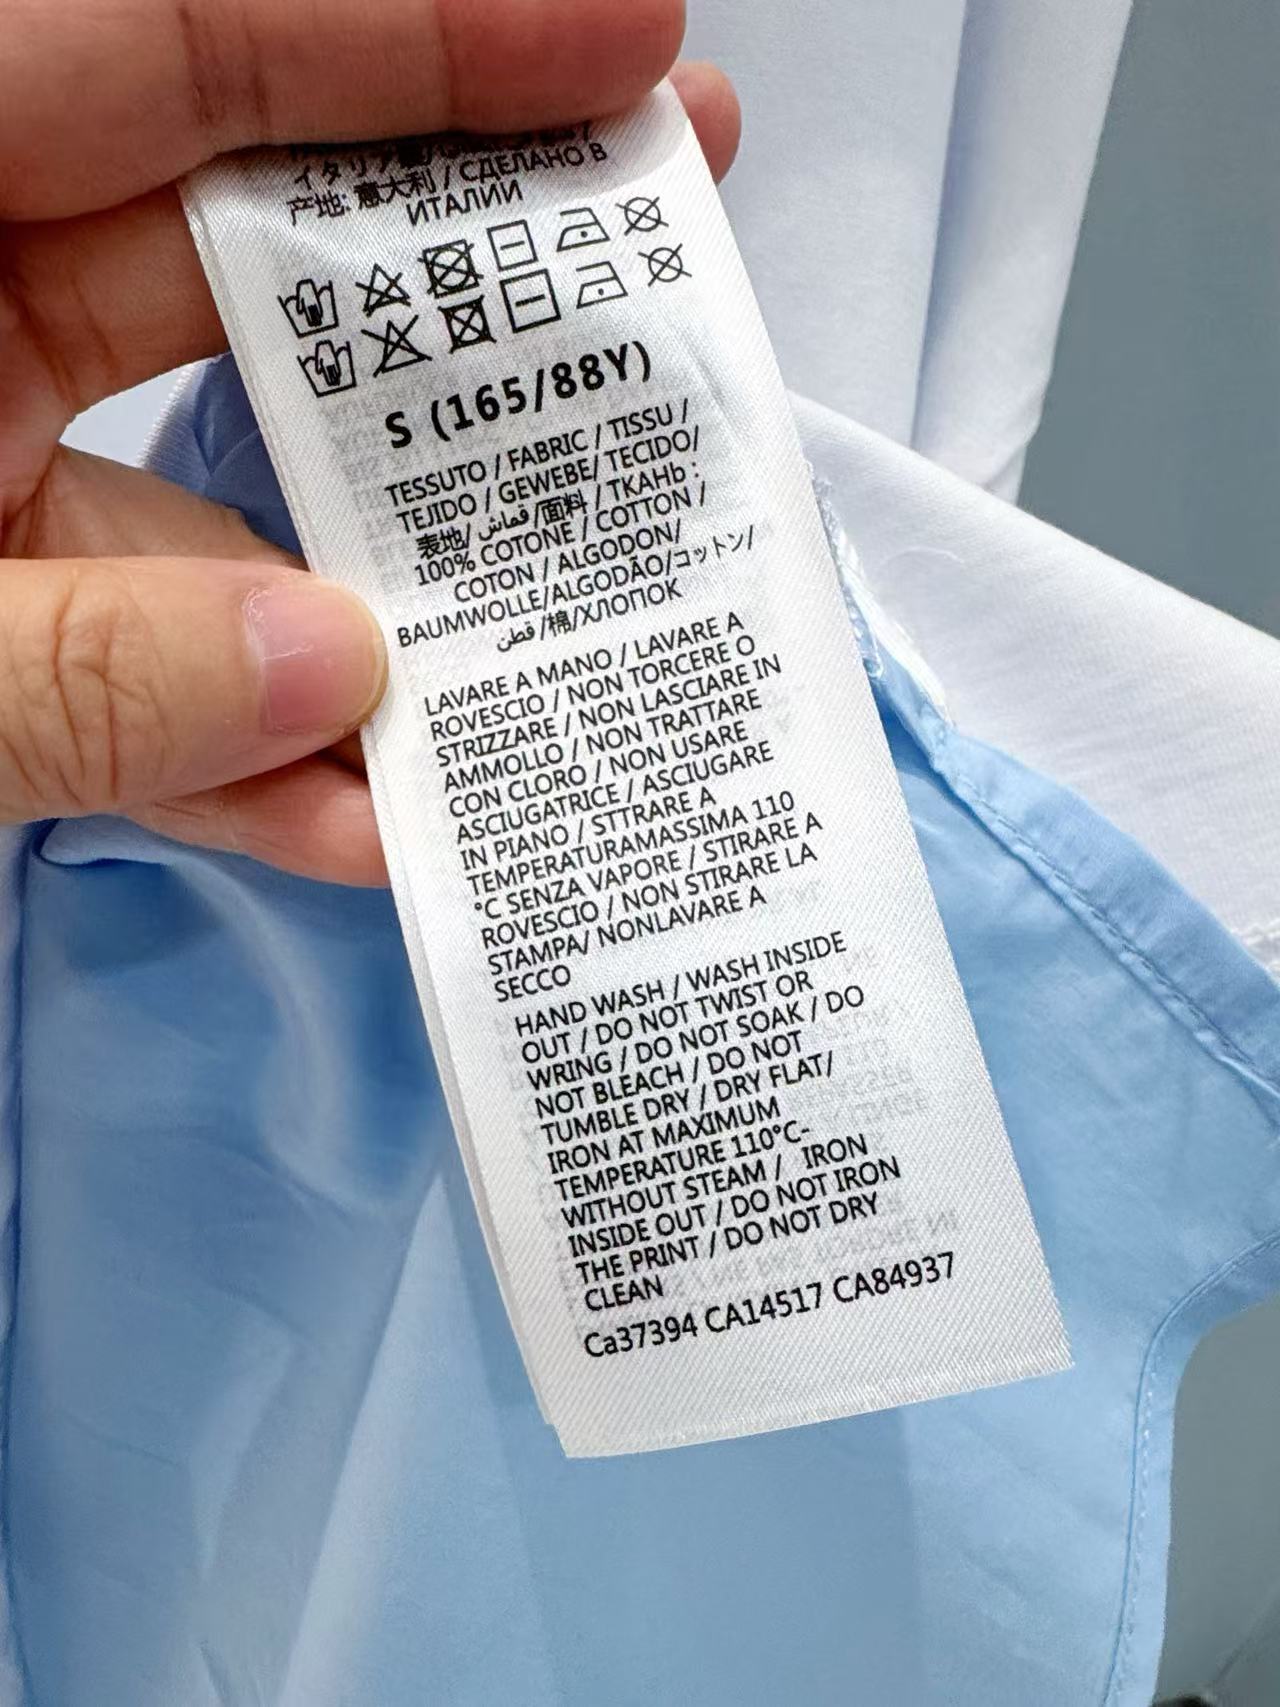 イタリア製/
产地: 意大利 / СДЕЛАНО В
ИТАЛИИ
S (165/88Y)
TESSUTO / FABRIC / TISSU /
TEJIDO / GEWEBE/ TECIDO/
表地/ قماش /面料 / TKAHb :
100% COTONE / COTTON /
COTON / ALGODON/
BAUMWOLLE/ALGODÃO/コットン/
قطن /棉/ХЛОПОК
LAVARE A MANO / LAVARE A
ROVESCIO / NON TORCERE O
STRIZZARE / NON LASCIARE IN
AMMOLLO / NON TRATTARE
CON CLORO / NON USARE
ASCIUGATRICE / ASCIUGARE
IN PIANO / STTRARE A
TEMPERATURAMASSIMA 110
°C SENZA VAPORE / STIRARE A
ROVESCIO / NON STIRARE LA
STAMPA/ NONLAVARE A
SECCO
HAND WASH / WASH INSIDE
OUT / DO NOT TWIST OR
WRING / DO NOT SOAK / DO
NOT BLEACH / DO NOT
TUMBLE DRY / DRY FLAT/
IRON AT MAXIMUM
TEMPERATURE 110°C-
WITHOUT STEAM / IRON
INSIDE OUT / DO NOT IRON
THE PRINT / DO NOT DRY
CLEAN
Ca37394 CA14517 CA84937